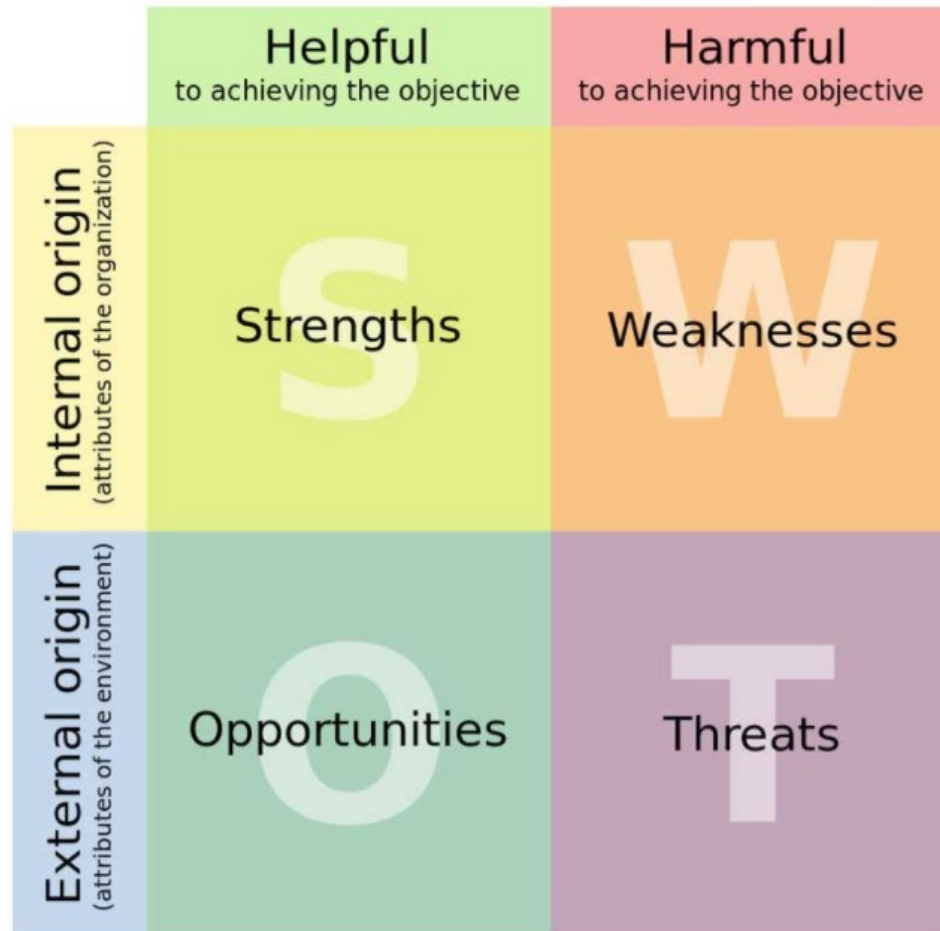 Helpful
to achieving the objective
Harmful
to achieving the objective
Internal origin
(attributes of the organization)
S
Strengths
W
Weaknesses
External origin
(attributes of the environment)
O
Opportunities
T
Threats